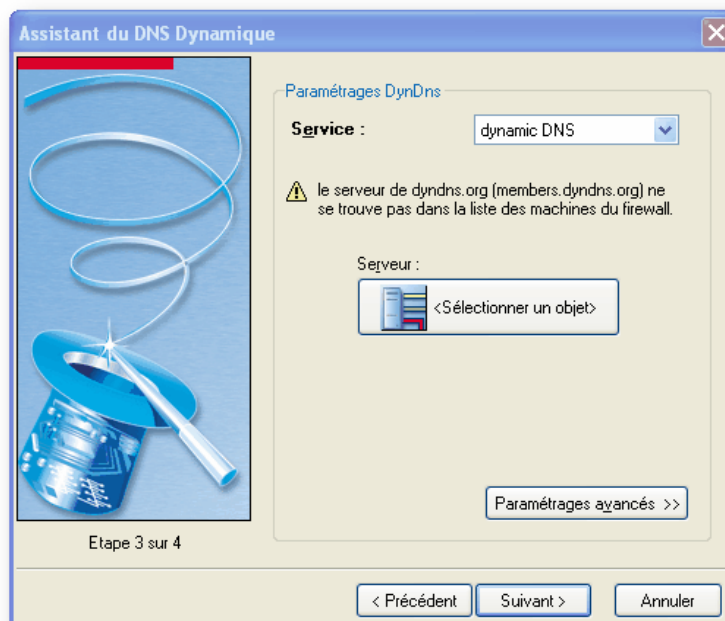 Assistant du DNS Dynamique
Paramétrages DynDns
Service :
dynamic DNS
le serveur de dyndns.org (members.dyndns.org) ne
se trouve pas dans la liste des machines du firewall.
Serveur :
<Sélectionner un objet>
Paramétrages avancés >>
Etape 3 sur 4
< Précédent
Suivant >
Annuler